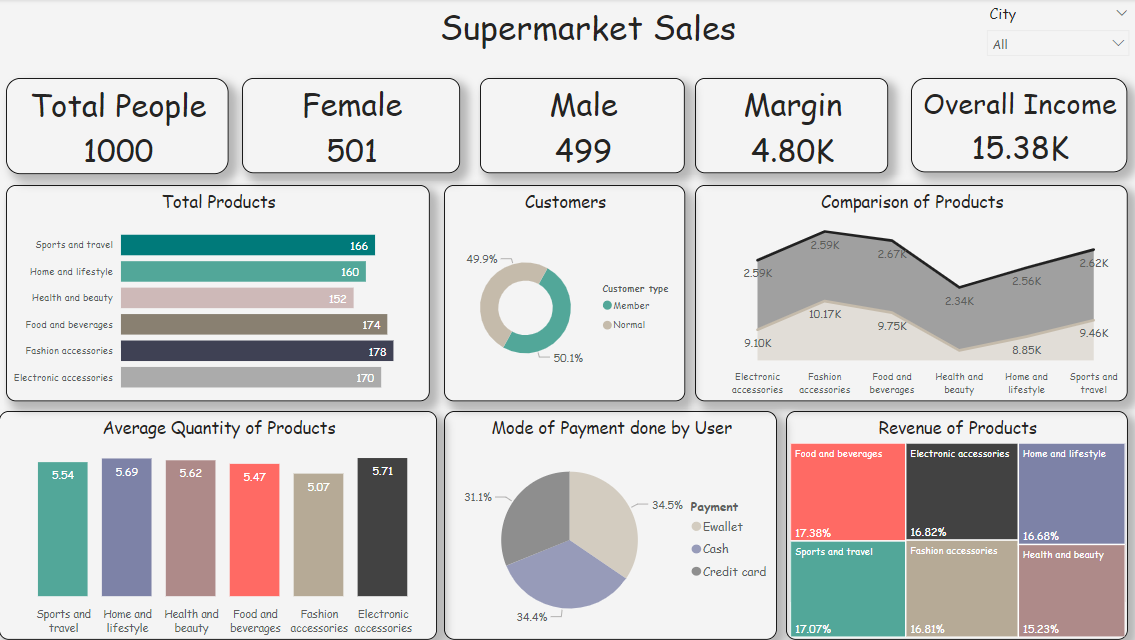 Supermarket Sales
City
All
Total People
1000
Female
501
Male
499
Margin
4.80K
Overall Income
15.38K
Total Products
Sports and travel
166
Home and lifestyle
160
Health and beauty
152
Food and beverages
174
Fashion accessories
178
Electronic accessories
170
Customers
49.9%
50.1%
Customer type
Member
Normal
Comparison of Products
2.59K
2.59K
2.67K
2.34K
2.56K
2.62K
9.10K
10.17K
9.75K
8.85K
9.46K
Electronic
accessories
Fashion
accessories
Food and
beverages
Health and
beauty
Home and
lifestyle
Sports and
travel
Average Quantity of Products
5.54
5.69
5.62
5.47
5.07
5.71
Sports and
travel
Home and
lifestyle
Health and
beauty
Food and
beverages
Fashion
accessories
Electronic
accessories
Mode of Payment done by User
31.1%
34.5%
34.4%
Payment
Ewallet
Cash
Credit card
Revenue of Products
Food and beverages
17.38%
Electronic accessories
16.82%
Home and lifestyle
16.68%
Sports and travel
17.07%
Fashion accessories
16.81%
Health and beauty
15.23%